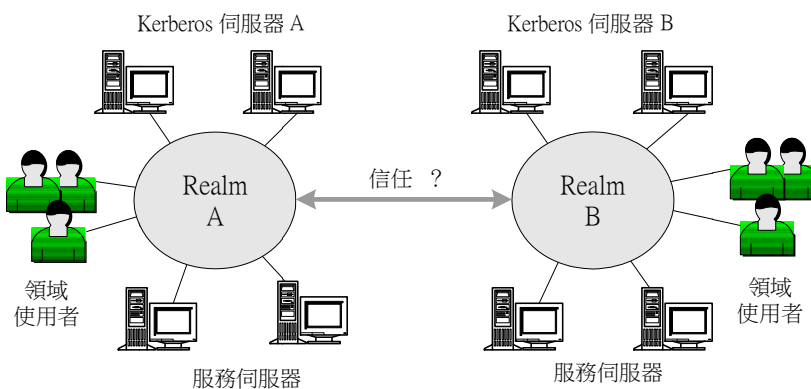 Kerberos 伺服器 A
Kerberos 伺服器 B
Realm
A
信任 ?
Realm
B
領域
使用者
領域
使用者
服務伺服器
服務伺服器